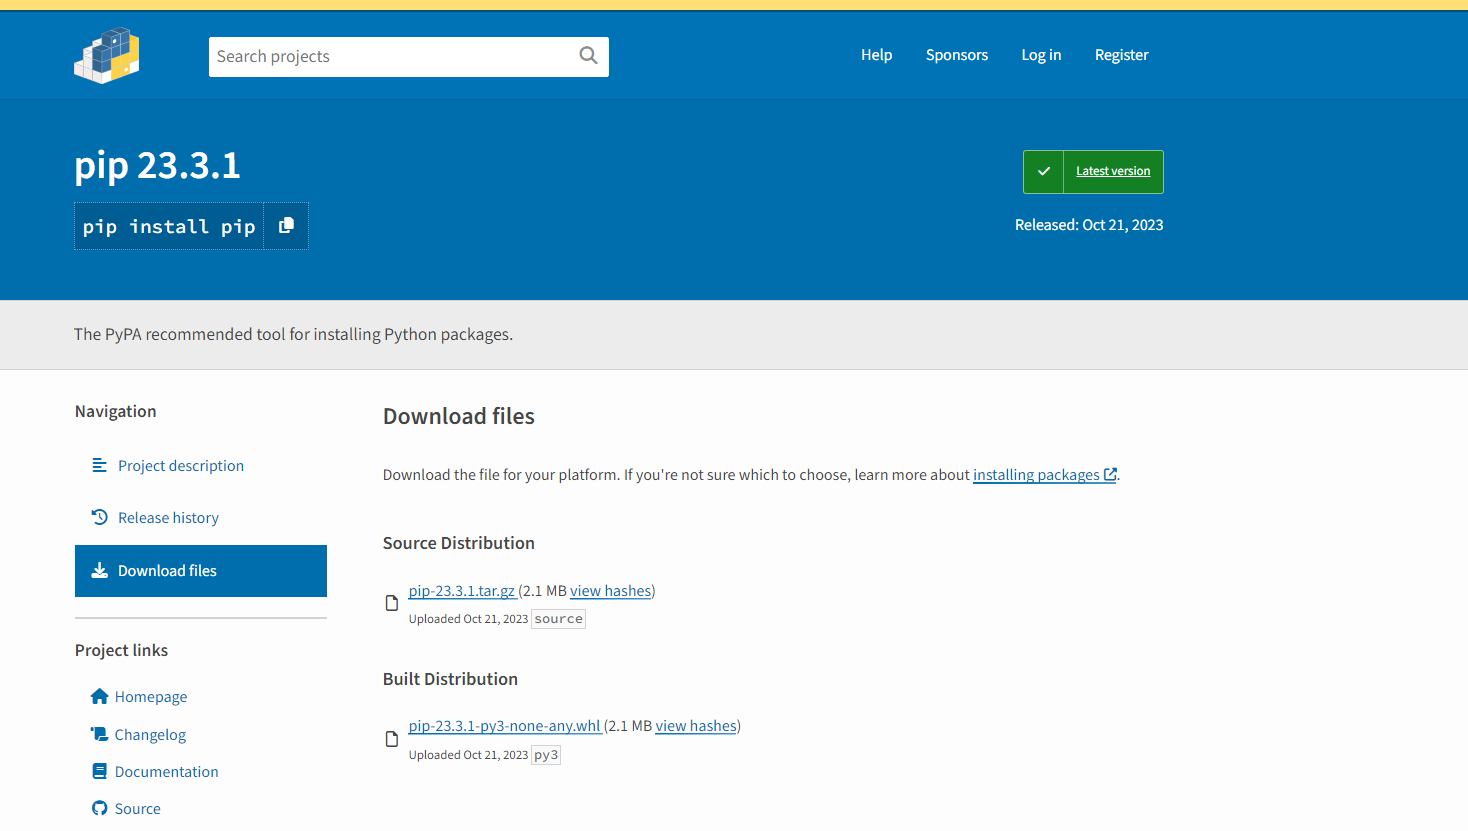 Search projects
Help
Sponsors
Log in
Register
pip 23.3.1
pip install pip
Latest version
Released: Oct 21, 2023
The PyPA recommended tool for installing Python packages.
Navigation
Project description
Release history
Download files
Project links
Homepage
Changelog
Documentation
Source
Download files
Download the file for your platform. If you're not sure which to choose, learn more about installing packages.
Source Distribution
pip-23.3.1.tar.gz (2.1 MB view hashes)
Uploaded Oct 21, 2023 source
Built Distribution
pip-23.3.1-py3-none-any.whl (2.1 MB view hashes)
Uploaded Oct 21, 2023 py3